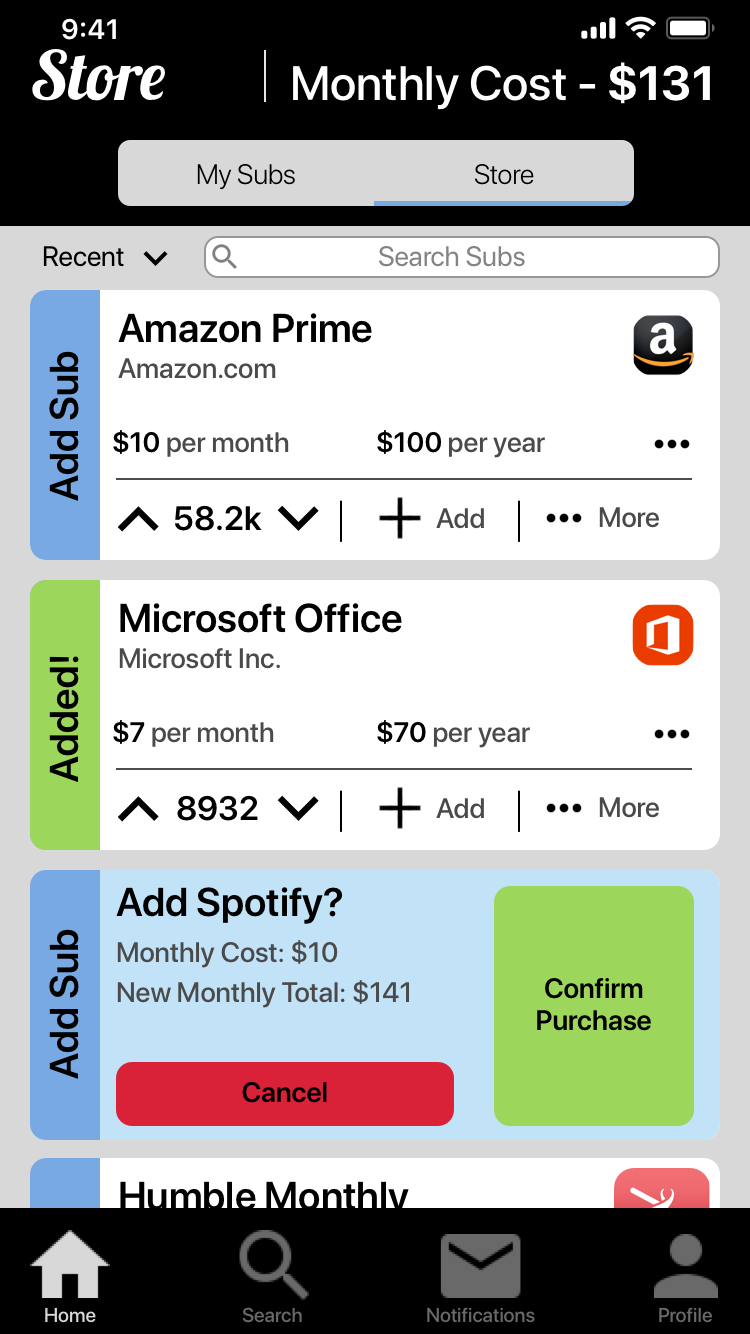 9:41
Store
Monthly Cost - $131
My Subs
Store
Recent
Search Subs
Add Sub
Amazon Prime
Amazon.com
a
$10 per month
$100 per year
58.2k
Add
More
Added!
Microsoft Office
Microsoft Inc.
$7 per month
$70 per year
8932
Add
More
Add Sub
Add Spotify?
Monthly Cost: $10
New Monthly Total: $141
Cancel
Confirm
Purchase
Humble Monthly
Home
Search
Notifications
Profile